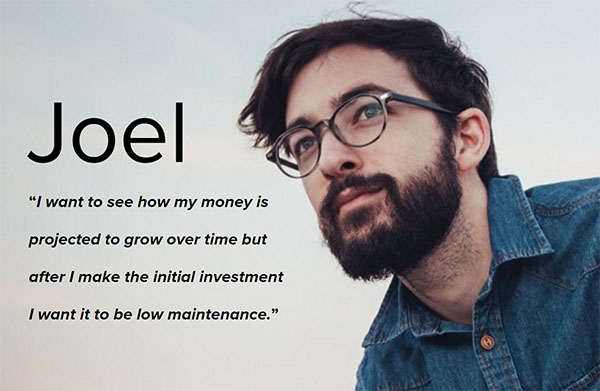 Joel
“I want to see how my money is
projected to grow over time but
after I make the initial investment
I want it to be low maintenance.”